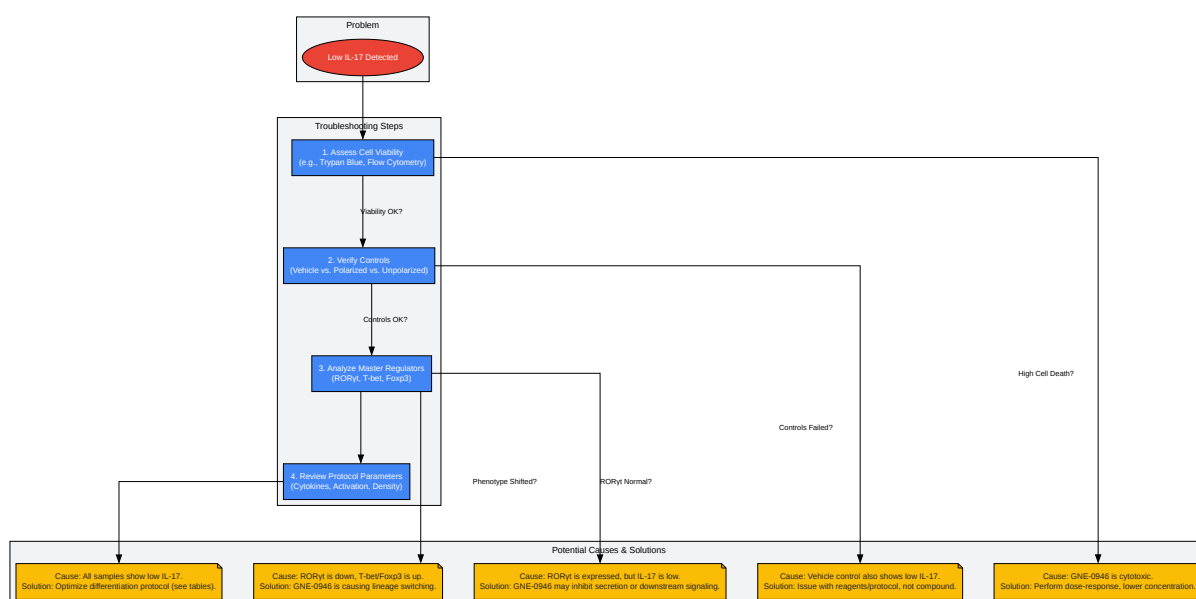 Problem
Low IL-17 Detected
Troubleshooting Steps
1. Assess Cell Viability
(e.g., Trypan Blue, Flow Cytometry)
Viability OK?
2. Verify Controls
(Vehicle vs. Polarized vs. Unpolarized)
Controls OK?
3. Analyze Master Regulators
(RORγt, T-bet, Foxp3)
High Cell Death?
Controls Failed?
4. Review Protocol Parameters
(Cytokines, Activation, Density)
Phenotype Shifted?
RORγt Normal?
Potential Causes & Solutions
Cause: All samples show low IL-17.
Solution: Optimize differentiation protocol (see tables).
Cause: RORγt is down, T-bet/Foxp3 is up.
Solution: GNE-0946 is causing lineage switching.
Cause: RORγt is expressed, but IL-17 is low.
Solution: GNE-0946 may inhibit secretion or downstream signaling.
Cause: Vehicle control also shows low IL-17.
Solution: Issue with reagents/protocol, not compound.
Cause: GNE-0946 is cytotoxic.
Solution: Perform dose-response, lower concentration.